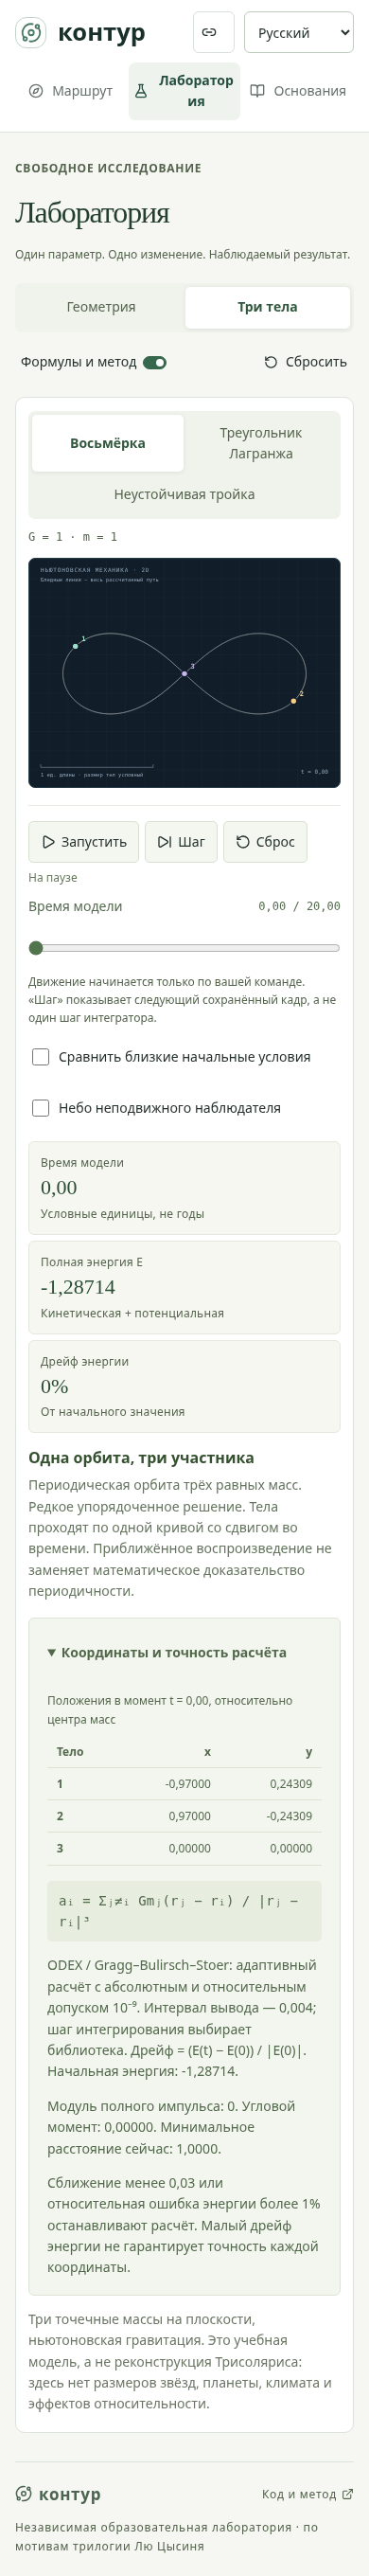 контур
Русский
Маршрут
Лаборатор
ия
Основания
СВОБОДНОЕ ИССЛЕДОВАНИЕ
Лаборатория
Один параметр. Одно изменение. Наблюдаемый результат.
Геометрия
Три тела
Формулы и метод
Сбросить
Восьмёрка
Треугольник
Лагранжа
Неустойчивая тройка
G = 1 · m = 1
НЬЮТОНОВСКАЯ МЕХАНИКА · 2D
Бледные линии — весь рассчитанный путь
1
3
2
1 ед. длины · размер тел условный
t = 0,00
Запустить
Шаг
Сброс
На паузе
Время модели
0,00 / 20,00
Движение начинается только по вашей команде.
«Шаг» показывает следующий сохранённый кадр, а не
один шаг интегратора.
Сравнить близкие начальные условия
Небо неподвижного наблюдателя
Время модели
0,00
Условные единицы, не годы
Полная энергия E
-1,28714
Кинетическая + потенциальная
Дрейф энергии
0%
От начального значения
Одна орбита, три участника
Периодическая орбита трёх равных масс.
Редкое упорядоченное решение. Тела
проходят по одной кривой со сдвигом во
времени. Приближённое воспроизведение не
заменяет математическое доказательство
периодичности.
▼ Координаты и точность расчёта
Положения в момент t = 0,00, относительно
центра масс
Тело x y
1 -0,97000 0,24309
2 0,97000 -0,24309
3 0,00000 0,00000
aᵢ = Σⱼ≠ᵢ Gmⱼ(rⱼ − rᵢ) / |rⱼ −
rᵢ|³
ODEX / Gragg–Bulirsch–Stoer: адаптивный
расчёт с абсолютным и относительным
допуском 10⁻⁹. Интервал вывода — 0,004;
шаг интегрирования выбирает
библиотека. Дрейф = (E(t) − E(0)) / |E(0)|.
Начальная энергия: -1,28714.
Модуль полного импульса: 0. Угловой
момент: 0,00000. Минимальное
расстояние сейчас: 1,0000.
Сближение менее 0,03 или
относительная ошибка энергии более 1%
останавливают расчёт. Малый дрейф
энергии не гарантирует точность каждой
координаты.
Три точечные массы на плоскости,
ньютоновская гравитация. Это учебная
модель, а не реконструкция Трисоляриса:
здесь нет размеров звёзд, планеты, климата и
эффектов относительности.
контур
Код и метод
Независимая образовательная лаборатория · по
мотивам трилогии Лю Цысиня